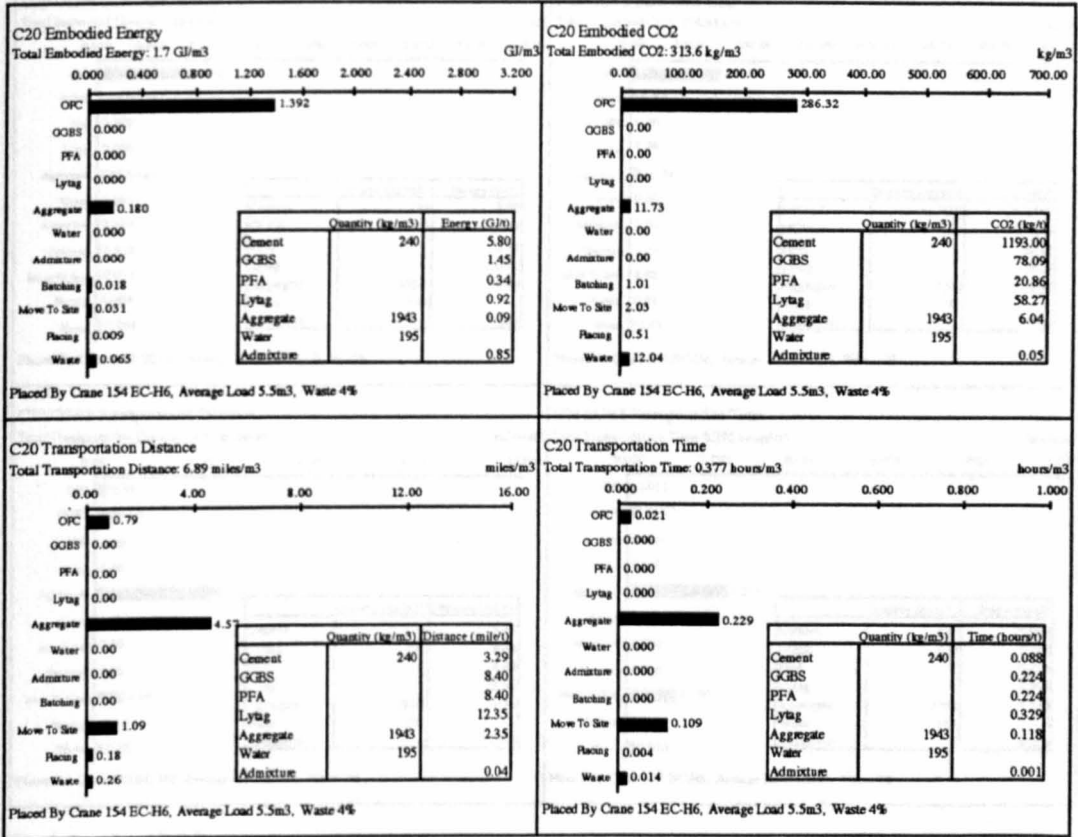 C20 Embodied Energy
Total Embodied Energy: 1.7 GJ/m3 GJ/m3
0.000 0.400 0.800 1.200 1.600 2.000 2.400 2.800 3.200
OPC 1.392
GGBS 0.000
PFA 0.000
Lytag 0.000
Aggregate 0.180
Water 0.000
Admixture 0.000
Batching 0.018
Move To Site 0.031
Placing 0.009
Waste 0.065
Quantity (kg/m3) Energy (GJ/t)
Cement 240 5.80
GGBS 1.45
PFA 0.34
Lytag 0.92
Aggregate 1943 0.09
Water 195
Admixture 0.85
Placed By Crane 154 EC-H6, Average Load 5.5m3, Waste 4%
C20 Embodied CO2
Total Embodied CO2: 313.6 kg/m3 kg/m3
0.00 100.00 200.00 300.00 400.00 500.00 600.00 700.00
OPC 286.32
GGBS 0.00
PFA 0.00
Lytag 0.00
Aggregate 11.73
Water 0.00
Admixture 0.00
Batching 1.01
Move To Site 2.03
Placing 0.51
Waste 12.04
Quantity (kg/m3) CO2 (kg/t)
Cement 240 1193.00
GGBS 78.09
PFA 20.86
Lytag 58.27
Aggregate 1943 6.04
Water 195
Admixture 0.05
Placed By Crane 154 EC-H6, Average Load 5.5m3, Waste 4%
C20 Transportation Distance
Total Transportation Distance: 6.89 miles/m3 miles/m3
0.00 4.00 8.00 12.00 16.00
OPC 0.79
GGBS 0.00
PFA 0.00
Lytag 0.00
Aggregate 4.57
Water 0.00
Admixture 0.00
Batching 0.00
Move To Site 1.09
Placing 0.18
Waste 0.26
Quantity (kg/m3) Distance (mile/t)
Cement 240 3.29
GGBS 8.40
PFA 8.40
Lytag 12.35
Aggregate 1943 2.35
Water 195
Admixture 0.04
Placed By Crane 154 EC-H6, Average Load 5.5m3, Waste 4%
C20 Transportation Time
Total Transportation Time: 0.377 hours/m3 hours/m3
0.000 0.200 0.400 0.600 0.800 1.000
OPC 0.021
GGBS 0.000
PFA 0.000
Lytag 0.000
Aggregate 0.229
Water 0.000
Admixture 0.000
Batching 0.000
Move To Site 0.109
Placing 0.004
Waste 0.014
Quantity (kg/m3) Time (hours/t)
Cement 240 0.088
GGBS 0.224
PFA 0.224
Lytag 0.329
Aggregate 1943 0.118
Water 195
Admixture 0.001
Placed By Crane 154 EC-H6, Average Load 5.5m3, Waste 4%